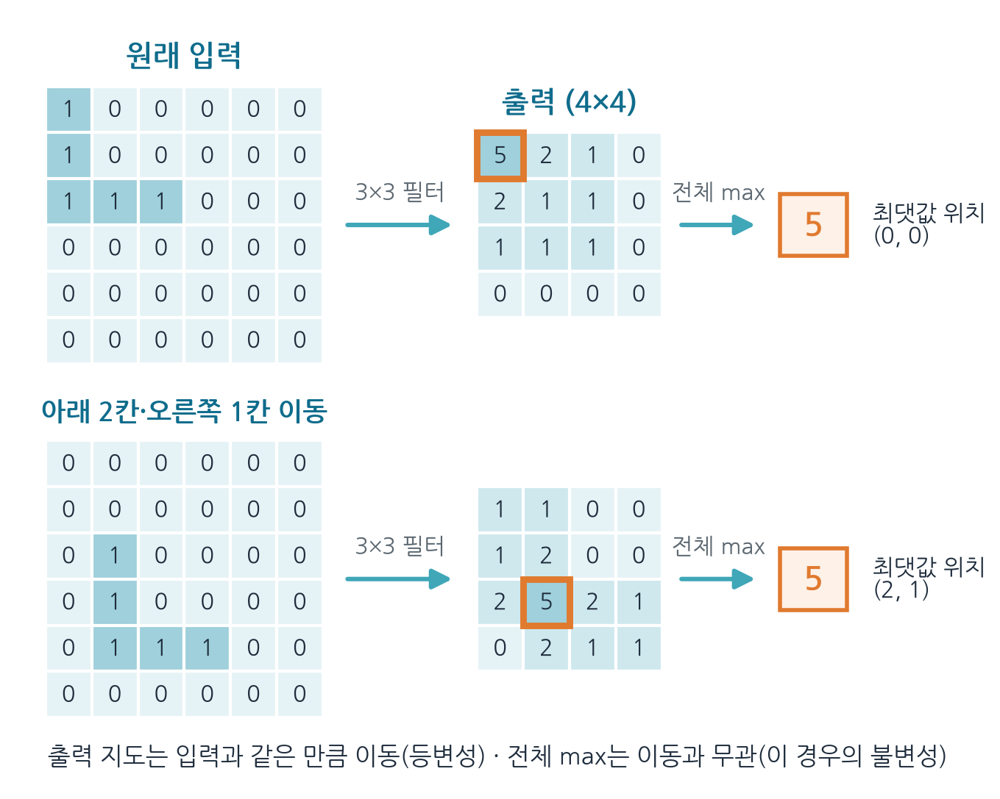 원래 입력
1 0 0 0 0 0
1 0 0 0 0 0
1 1 1 0 0 0
0 0 0 0 0 0
0 0 0 0 0 0
0 0 0 0 0 0
3×3 필터
출력 (4×4)
5 2 1 0
2 1 1 0
1 1 1 0
0 0 0 0
전체 max
5
최댓값 위치
(0, 0)
아래 2칸·오른쪽 1칸 이동
0 0 0 0 0 0
0 0 0 0 0 0
0 1 0 0 0 0
0 1 0 0 0 0
0 1 1 1 0 0
0 0 0 0 0 0
3×3 필터
1 1 0 0
1 2 0 0
2 5 2 1
0 2 1 1
전체 max
5
최댓값 위치
(2, 1)
출력 지도는 입력과 같은 만큼 이동(등변성) · 전체 max는 이동과 무관(이 경우의 불변성)